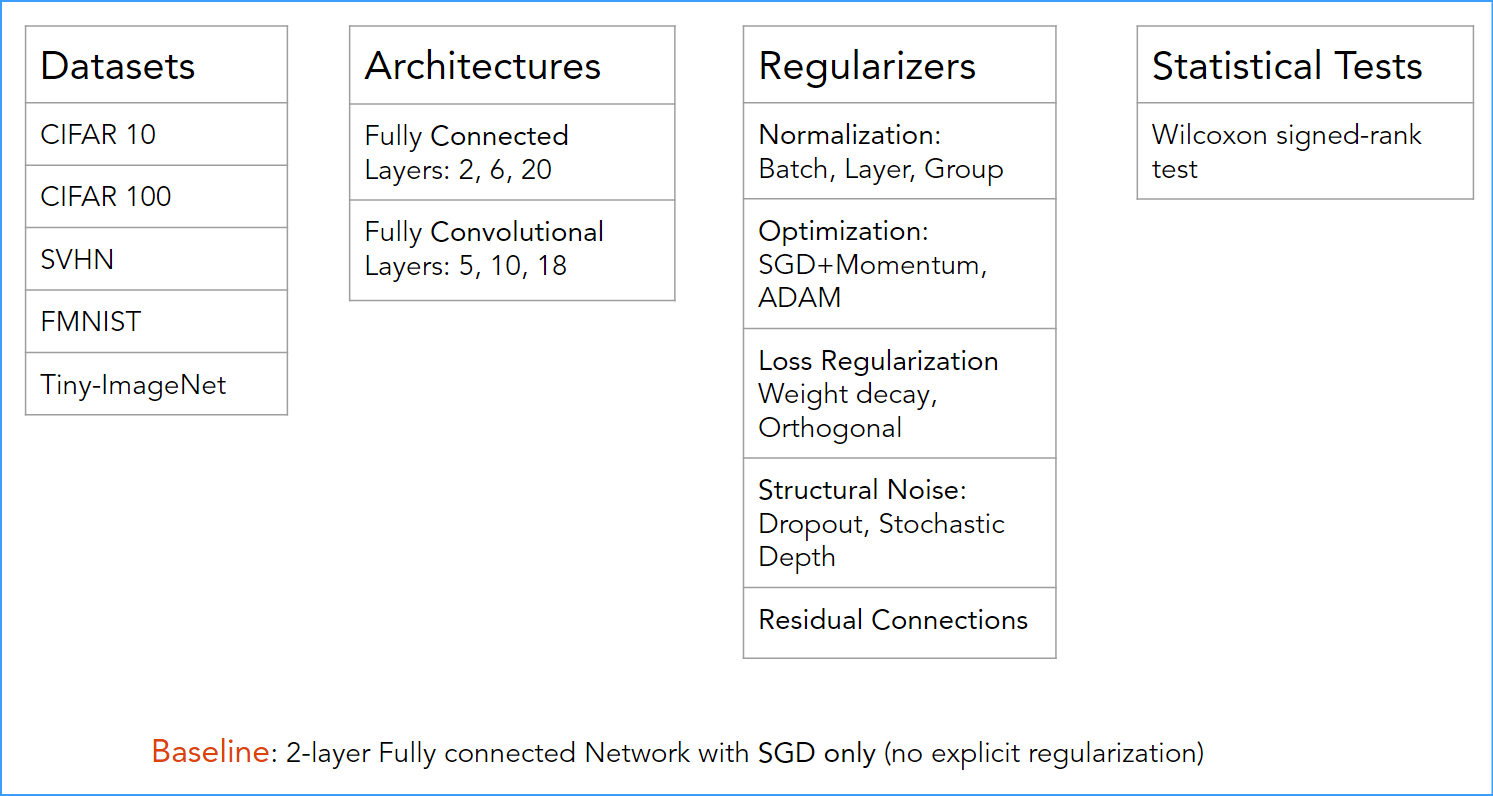 Datasets
CIFAR 10
CIFAR 100
SVHN
FMNIST
Tiny-ImageNet
Architectures
Fully Connected
Layers: 2, 6, 20
Fully Convolutional
Layers: 5, 10, 18
Regularizers
Normalization:
Batch, Layer, Group
Optimization:
SGD+Momentum,
ADAM
Loss Regularization
Weight decay,
Orthogonal
Structural Noise:
Dropout, Stochastic
Depth
Residual Connections
Statistical Tests
Wilcoxon signed-rank
test
Baseline: 2-layer Fully connected Network with SGD only (no explicit regularization)